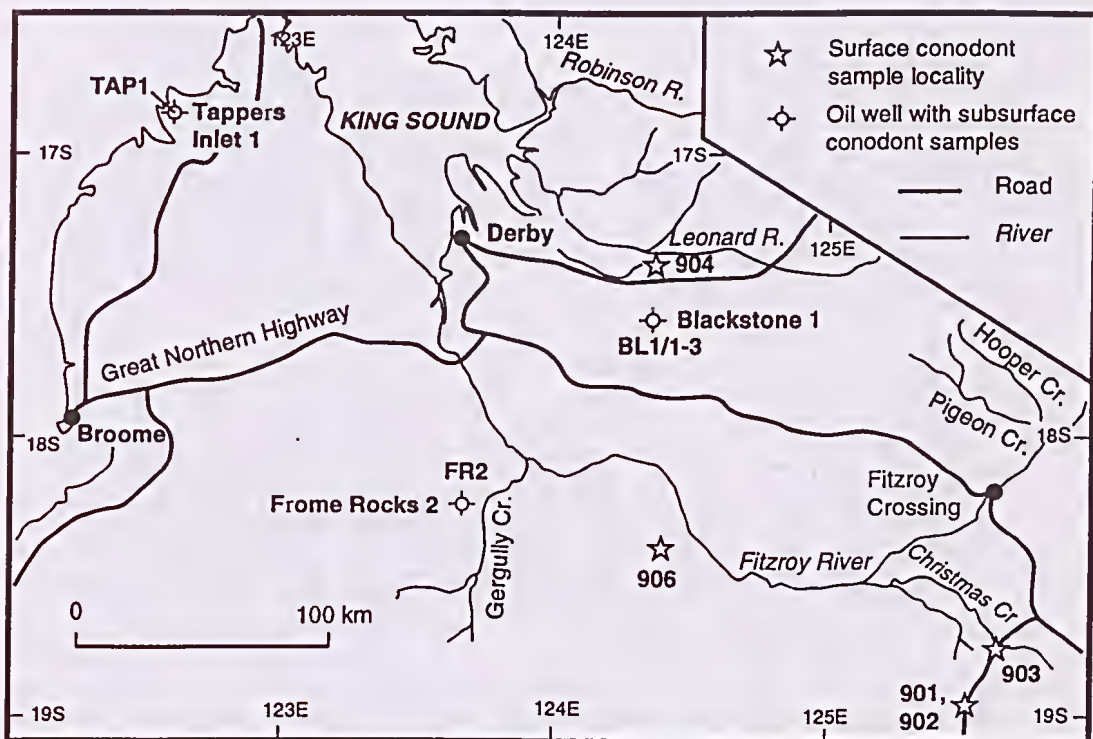 123E
124E
TAP1
Tappers
Inlet 1
KING SOUND
Robinson R.
Surface conodont
sample locality
Oil well with subsurface
conodont samples
17S
17S
Road
River
Derby
Leonard R.
904
125E
Great Northern Highway
Blackstone 1
BL1/1-3
Hooper Cr.
Pigeon Cr.
Broome
18S
18S
FR2
Frome Rocks 2
Gergully Cr.
Fitzroy
Crossing
906
Fitzroy River
Christmas Cr
0 100 km
903
901,
902
19S
123E
124E
125E
19S